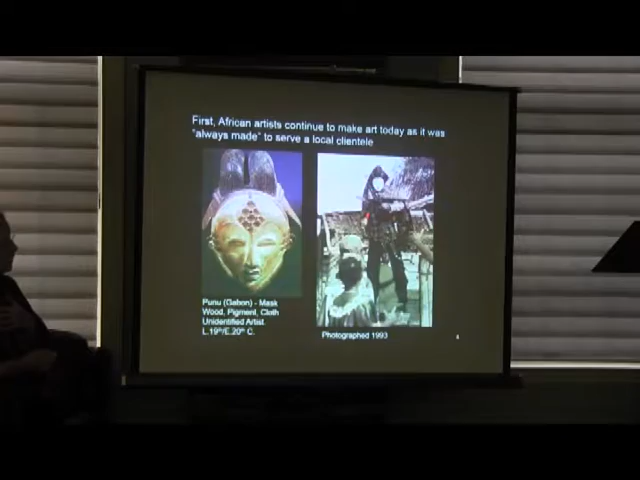 First, African artists continue to make art today as it was
"always made" to serve a local clientele
Punu (Gabon) - Mask
Wood, Pigment, Cloth
Unidentified Artist.
L.19th/E.20th C.
Photographed 1993
4